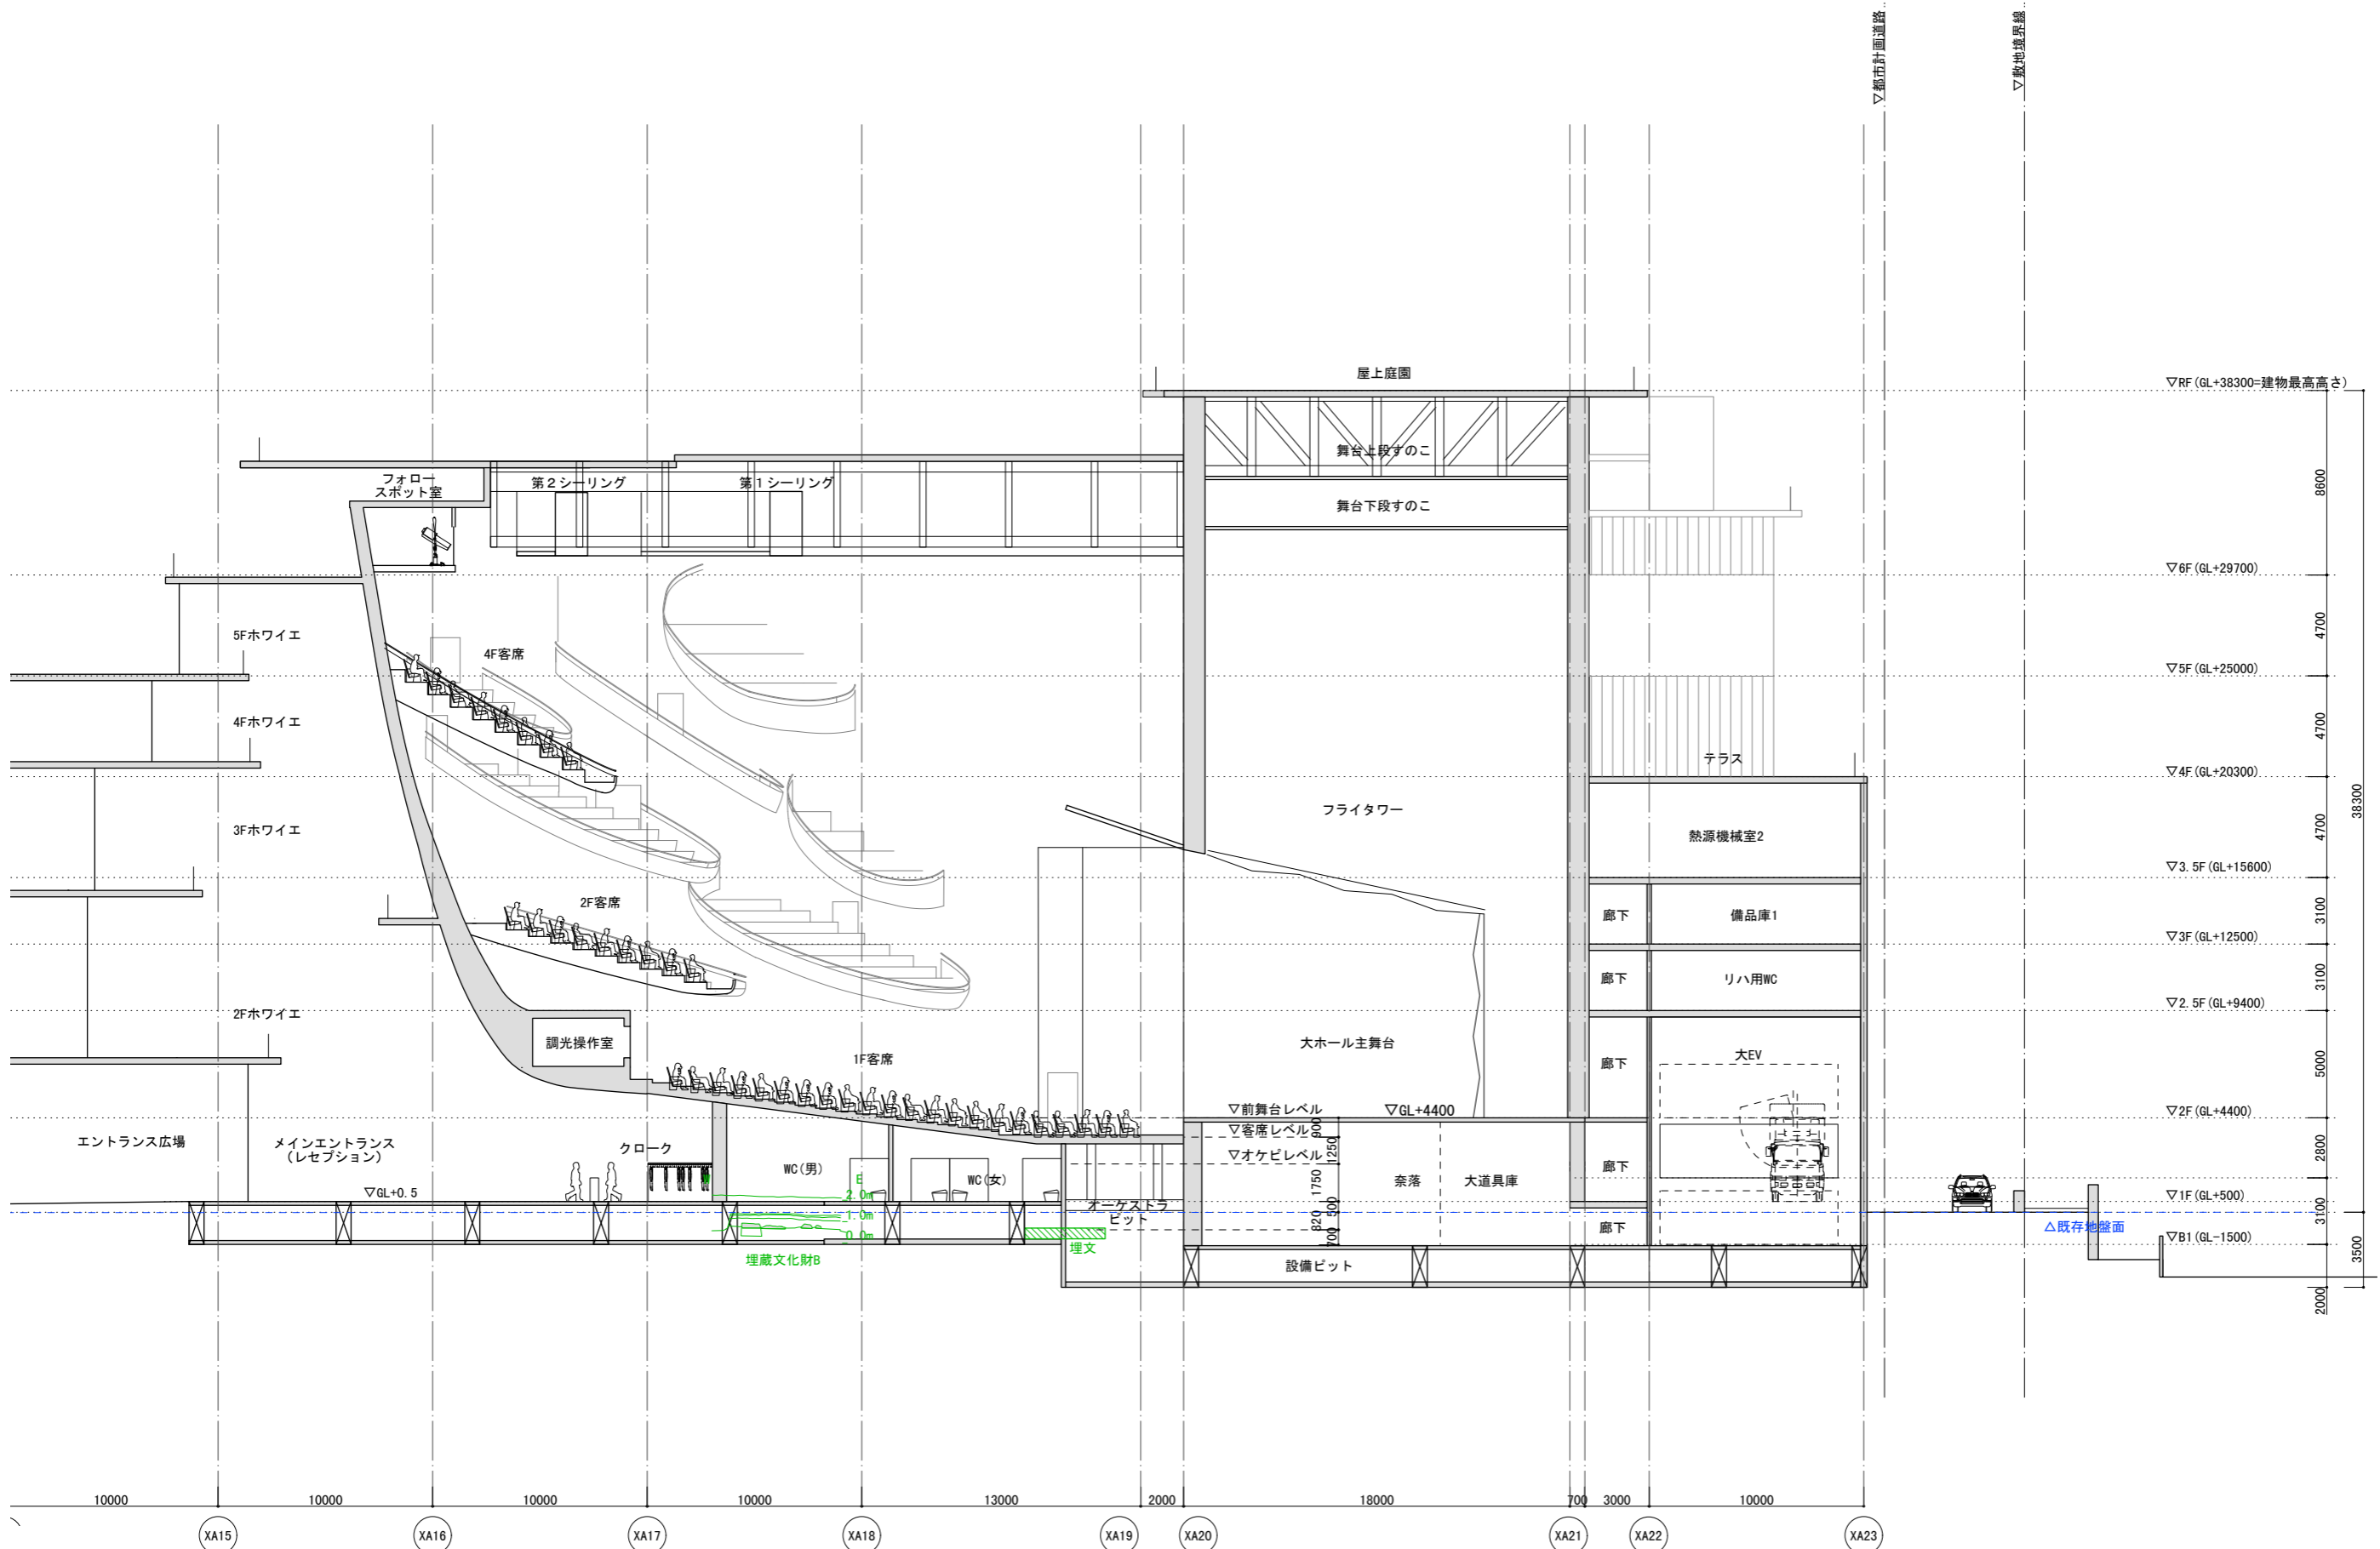 ▽都市計画道路
▽敷地境界線
屋上庭園
▽RF(GL+38300=建物最高高さ)
舞台上段すのこ
フォロー
スポット室
第２シーリング
第１シーリング
舞台下段すのこ
8600
▽6F(GL+29700)
5Fホワイエ
4F客席
4700
▽5F(GL+25000)
4Fホワイエ
4700
テラス
▽4F(GL+20300)
38300
フライタワー
3Fホワイエ
熱源機械室2
4700
▽3.5F(GL+15600)
2F客席
廊下
備品庫1
3100
▽3F(GL+12500)
廊下
リハ用WC
3100
▽2.5F(GL+9400)
2Fホワイエ
調光操作室
1F客席
大ホール主舞台
廊下
大EV
5000
▽前舞台レベル
▽GL+4400
▽2F(GL+4400)
900
▽客席レベル
エントランス広場
メインエントランス
(レセプション)
クローク
1250
▽オケピレベル
2800
WC(男)
WC(女)
E
奈落
大道具庫
廊下
1750
▽GL+0.5
2.0m
▽1F(GL+500)
オーケストラ
ピット
500
1.0m
820
廊下
3100
△既存地盤面
0.0m
700
▽B1(GL-1500)
埋文
埋蔵文化財B
設備ピット
3500
2000
10000
10000
10000
10000
13000
2000
18000
700
3000
10000
XA15
XA16
XA17
XA18
XA19
XA20
XA21
XA22
XA23